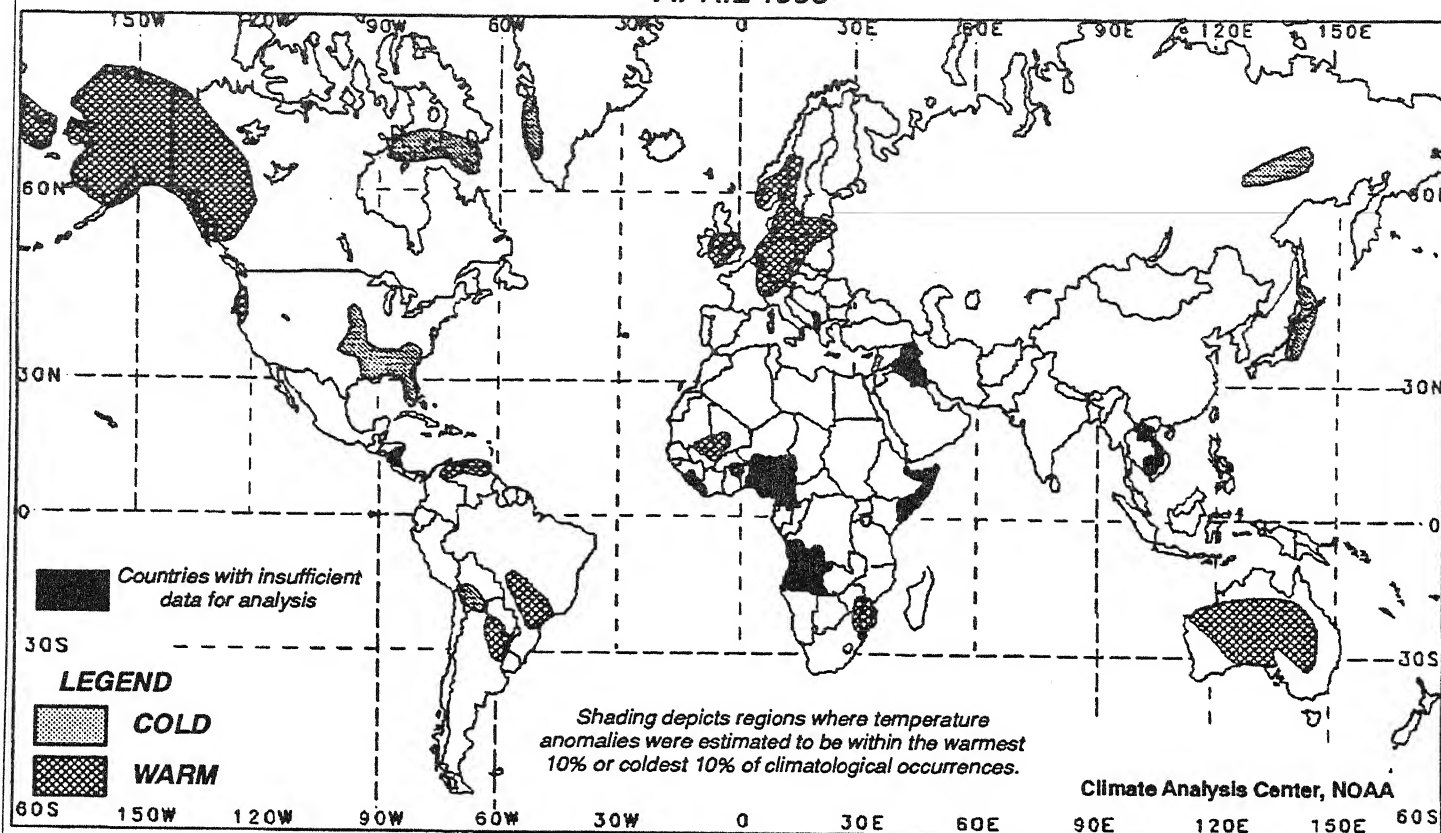 150W 120W 90W 60W 30W 0 30E 60E 90E 120E 150E
60N 60N
30N 30N
0 0
Countries with insufficient
data for analysis
30S 30S
LEGEND
COLD
WARM
Shading depicts regions where temperature
anomalies were estimated to be within the warmest
10% or coldest 10% of climatological occurrences.
Climate Analysis Center, NOAA
60S 150W 120W 90W 60W 30W 0 30E 60E 90E 120E 150E 60S